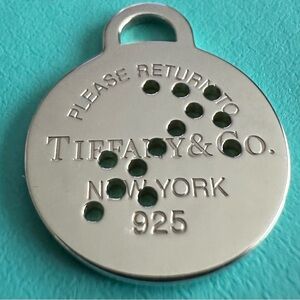 PLEASE RETURN TO
TIFFANY & CO.
NEW YORK
925